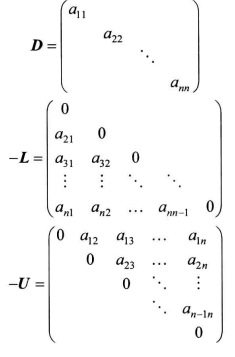 a₁₁
a₂₂
D = ⋱
aₙₙ
0
a₂₁ 0
−L = a₃₁ a₃₂ 0
⋮ ⋮ ⋱ ⋱
aₙ₁ aₙ₂ … aₙₙ₋₁ 0
0 a₁₂ a₁₃ … a₁ₙ
0 a₂₃ … a₂ₙ
−U = 0 ⋱ ⋮
⋱ aₙ₋₁ₙ
0